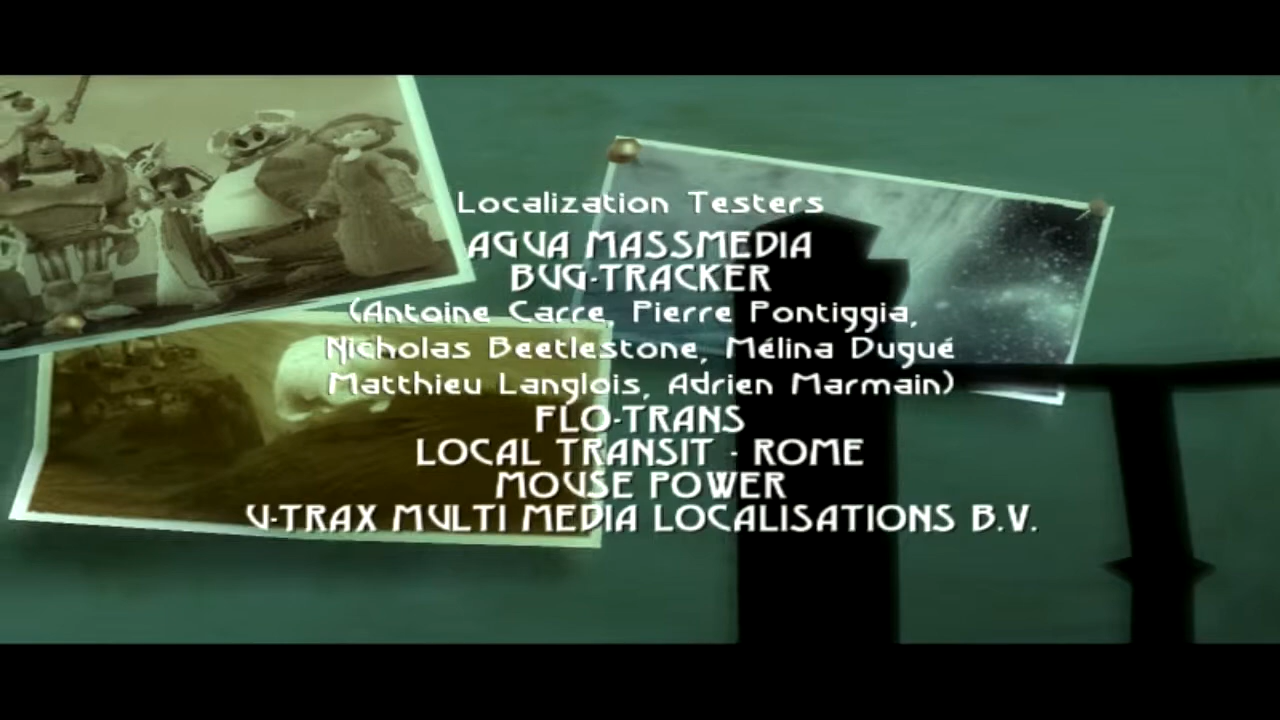 Localization Testers
AGUA MASSMEDIA
BUG-TRACKER
(Antoine Carre, Pierre Pontiggia,
Nicholas Beetlestone, Mélina Dugué
Matthieu Langlois, Adrien Marmain)
FLO-TRANS
LOCAL TRANSIT - ROME
MOUSE POWER
U-TRAX MULTI MEDIA LOCALISATIONS B.V.